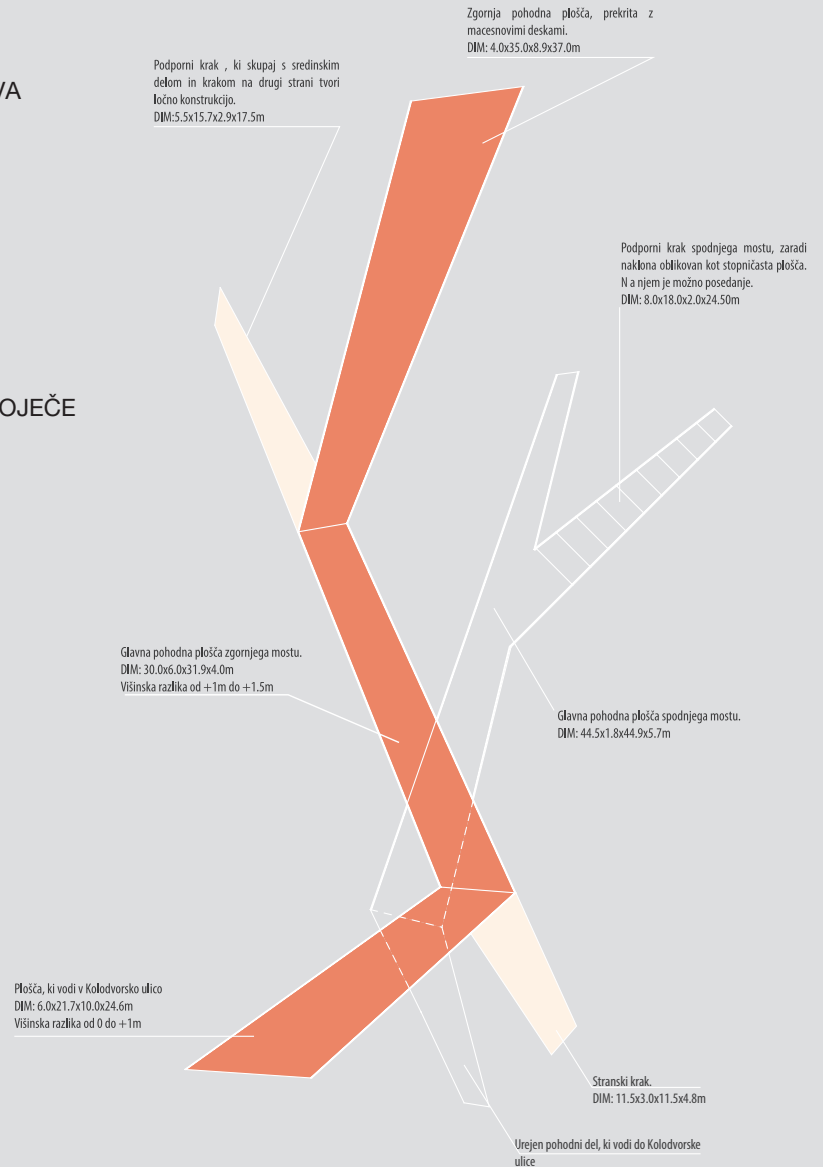 Zgornja pohodna plošča, prekrita z
macesnovimi deskami.
DIM: 4.0x35.0x8.9x37.0m
Podporni krak , ki skupaj s sredinskim
delom in krakom na drugi strani tvori
ločno konstrukcijo.
DIM:5.5x15.7x2.9x17.5m
VA
Podporni krak spodnjega mostu, zaradi
naklona oblikovan kot stopničasta plošča.
N a njem je možno posedanje.
DIM: 8.0x18.0x2.0x24.50m
OJEČE
Glavna pohodna plošča zgornjega mostu.
DIM: 30.0x6.0x31.9x4.0m
Višinska razlika od +1m do +1.5m
Glavna pohodna plošča spodnjega mostu.
DIM: 44.5x1.8x44.9x5.7m
Plošča, ki vodi v Kolodvorsko ulico
DIM: 6.0x21.7x10.0x24.6m
Višinska razlika od 0 do +1m
Stranski krak.
DIM: 11.5x3.0x11.5x4.8m
Urejen pohodni del, ki vodi do Kolodvorske
ulice